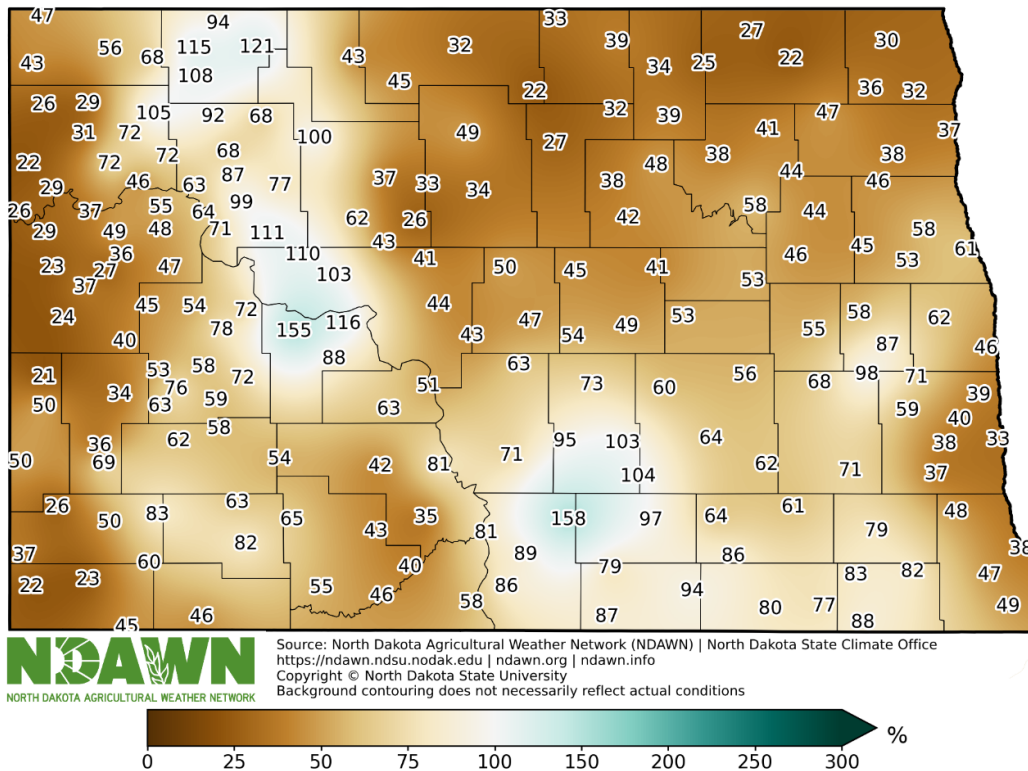 47 94 33
56 115 121 43 32 39 27 22 30
43 68 108 45 22 34 25 36 32
26 29 105 92 68 100 49 32 39 47
31 72 27 41 37
22 72 72 68 48 38 38
29 46 63 87 77 37 33 34 38 44 46
26 37 55 64 99 62 26 42 58 44
29 49 48 71 111 43 45 58
36 110 41 46 53 61
23 27 47 103 50 45 41 53
37
24 45 54 72 44 47 49 53 58 62
40 78 155 116 43 54 55 87 46
21 53 58 72 88 63 56 98 71
50 34 76 63 59 63 51 73 60 68 59 39
36 62 58 95 103 64 40
50 69 54 42 81 71 104 62 71 38 33
37
26 50 83 63 65 35 158 97 64 61 48
37 82 43 81 79 38
60 40 89 79 86
22 23 55 46 86 94 83 82 47
45 46 58 87 80 77 88 49
NDAWN
NORTH DAKOTA AGRICULTURAL WEATHER NETWORK
Source: North Dakota Agricultural Weather Network (NDAWN) | North Dakota State Climate Office
https://ndawn.ndsu.nodak.edu | ndawn.org | ndawn.info
Copyright © North Dakota State University
Background contouring does not necessarily reflect actual conditions
%
0 25 50 75 100 150 200 250 300